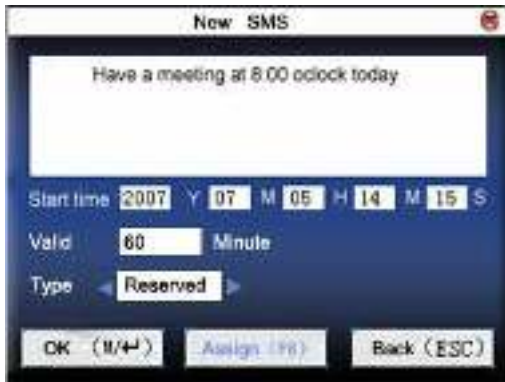 New SMS
Have a meeting at 8:00 oclock today
Start time 2007 Y 07 M 05 H 14 M 15 S
Valid 60 Minute
Type Reserved
OK (M/↵) Assign (F8) Back (ESC)